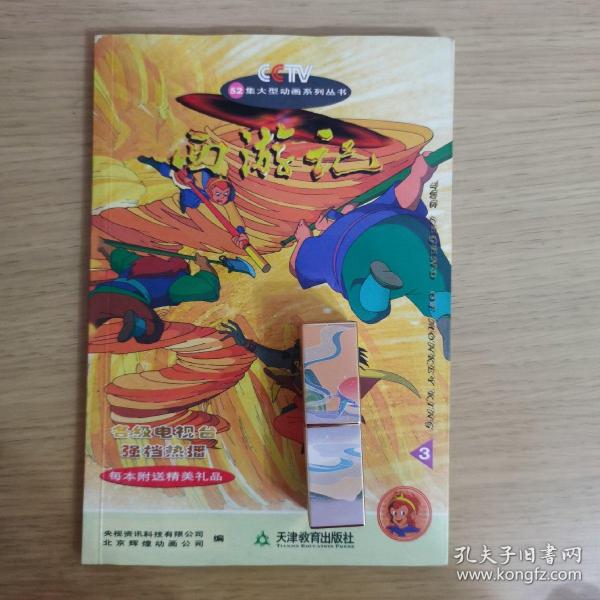 CCTV
52集大型动画系列丛书
西游记
THE LEGEND OF MONKEY KING
3
各级电视台
强档热播
每本附送精美礼品
央视资讯科技有限公司
北京辉煌动画公司 编
天津教育出版社
TIANJIN EDUCATION PRESS
孔夫子旧书网
www.kongfz.com